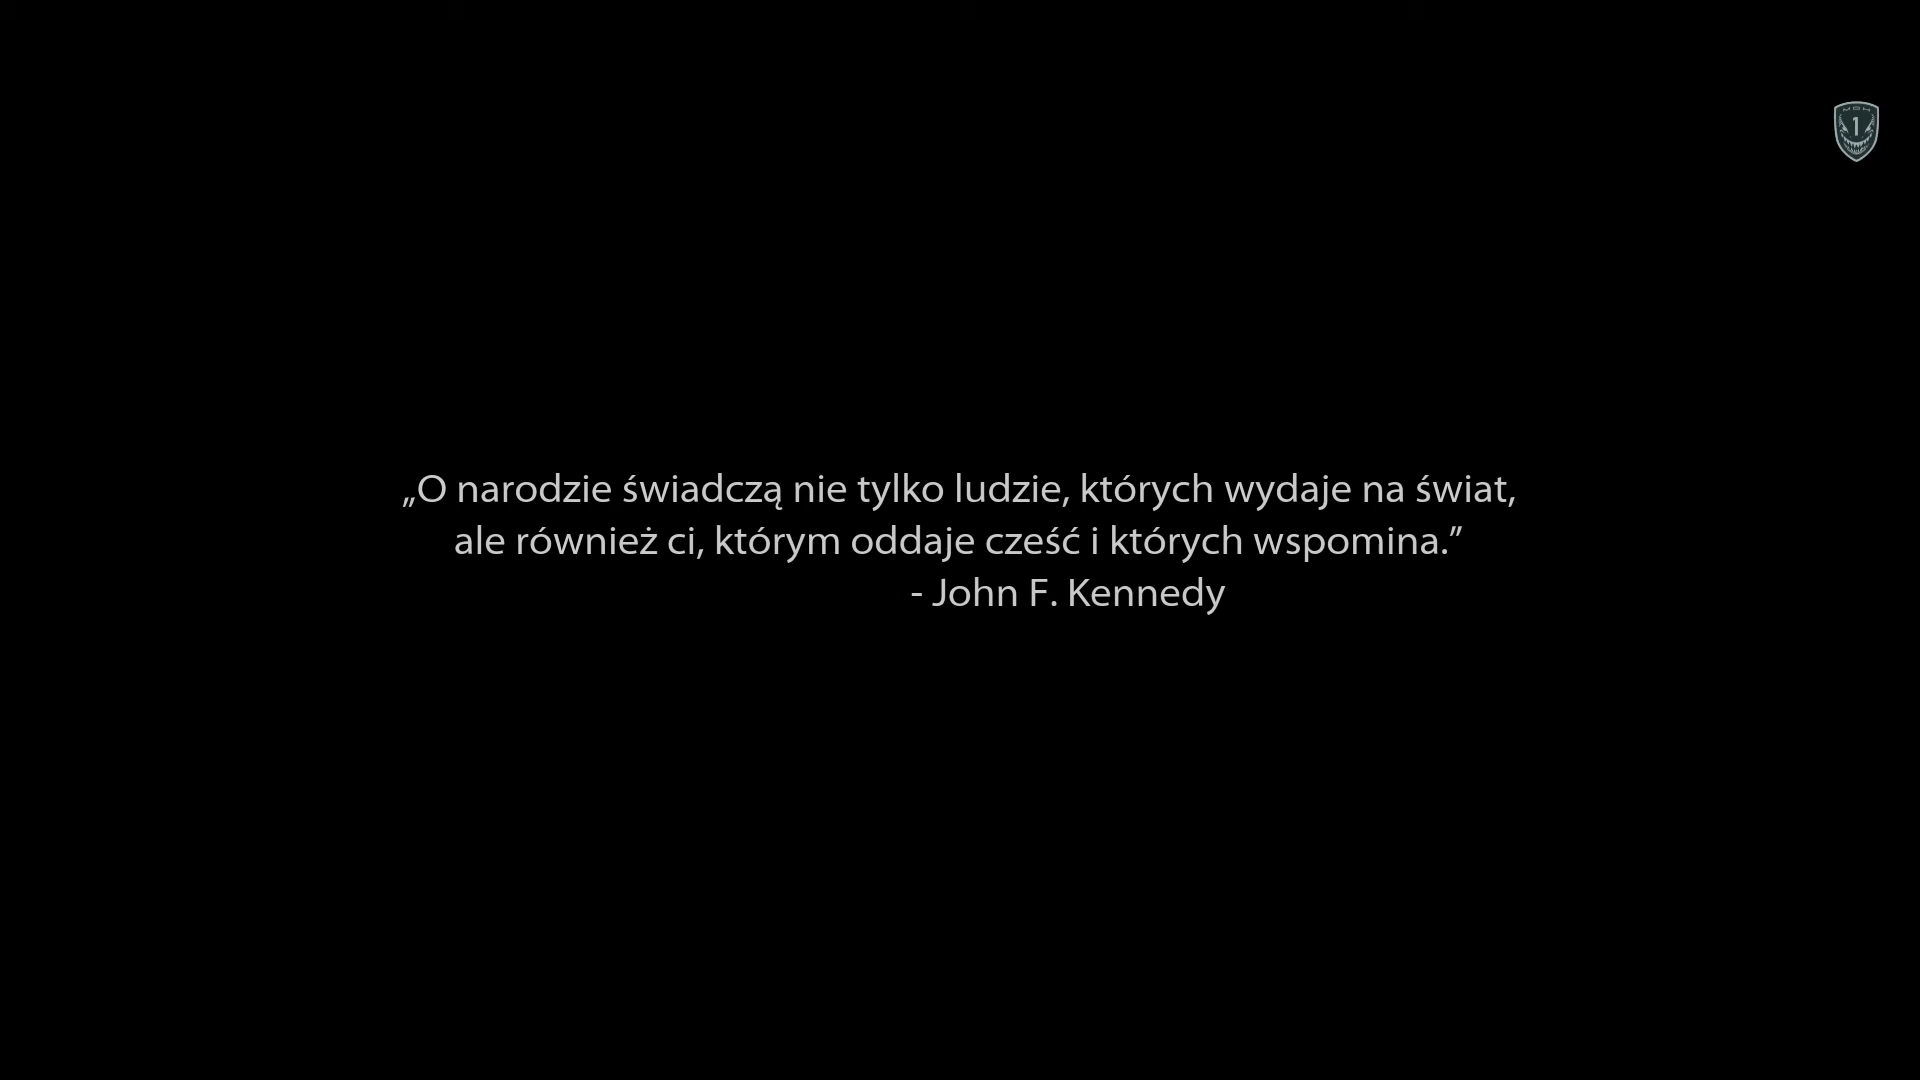 „O narodzie świadczą nie tylko ludzie, których wydaje na świat,
ale również ci, którym oddaje cześć i których wspomina.”
- John F. Kennedy
1